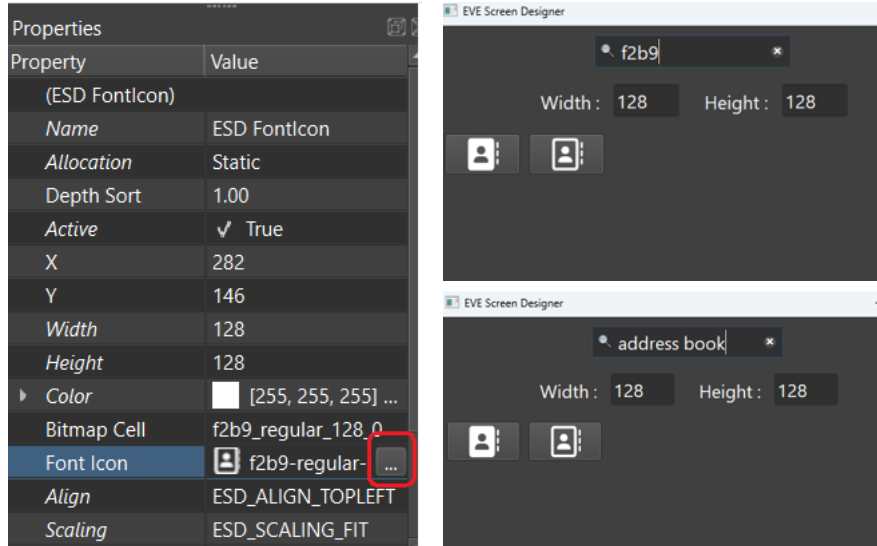 Properties
Property Value
(ESD FontIcon)
Name ESD FontIcon
Allocation Static
Depth Sort 1.00
Active True
X 282
Y 146
Width 128
Height 128
Color [255, 255, 255] ...
Bitmap Cell f2b9_regular_128_0
Font Icon f2b9-regular- ...
Align ESD_ALIGN_TOPLEFT
Scaling ESD_SCALING_FIT
EVE Screen Designer
f2b9
Width : 128 Height : 128
EVE Screen Designer
address book
Width : 128 Height : 128